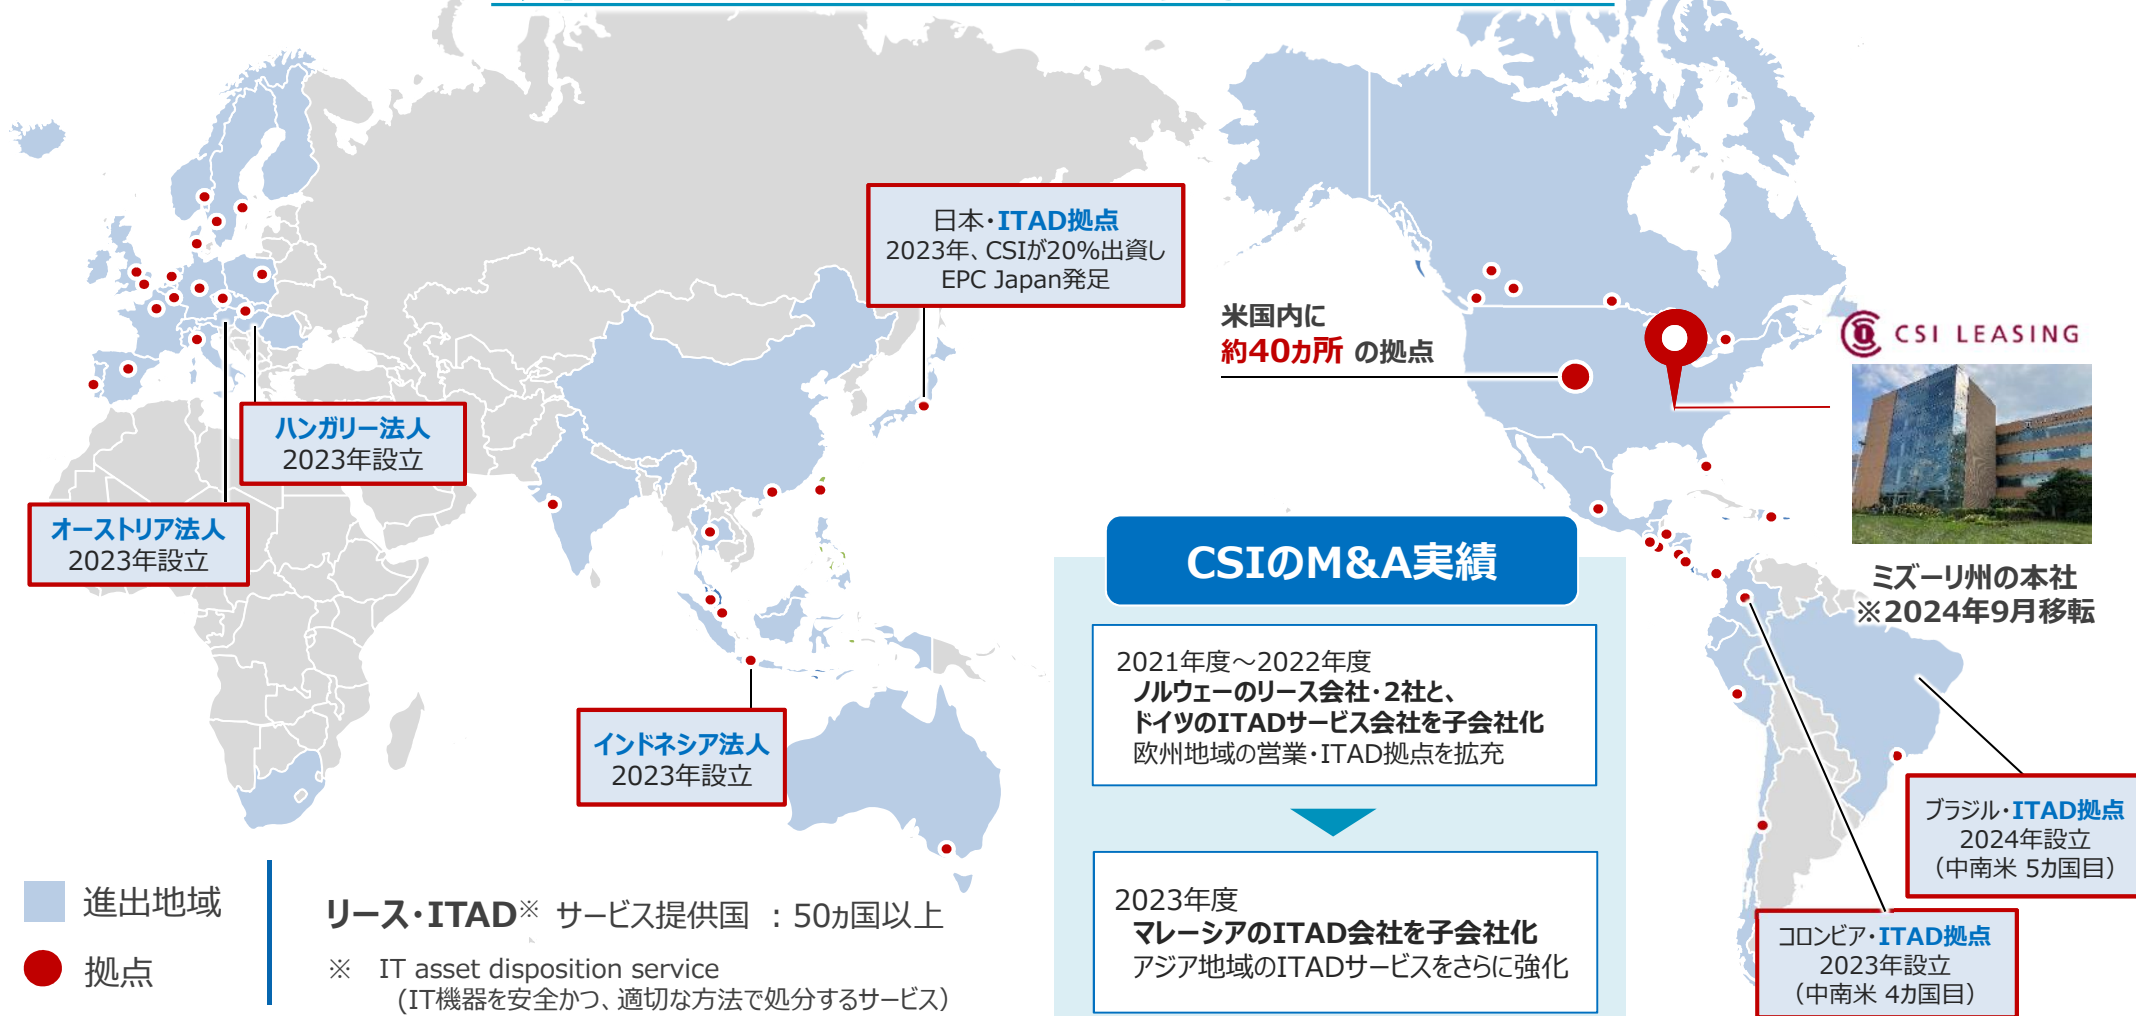 日本・ITAD拠点
2023年、CSIが20%出資し
EPC Japan発足
米国内に
約40ヵ所 の拠点
CSI LEASING
ミズーリ州の本社
※2024年9月移転
ハンガリー法人
2023年設立
オーストリア法人
2023年設立
インドネシア法人
2023年設立
CSIのM&A実績
2021年度～2022年度
ノルウェーのリース会社・2社と、
ドイツのITADサービス会社を子会社化
欧州地域の営業・ITAD拠点を拡充
2023年度
マレーシアのITAD会社を子会社化
アジア地域のITADサービスをさらに強化
ブラジル・ITAD拠点
2024年設立
（中南米 5カ国目）
コロンビア・ITAD拠点
2023年設立
（中南米 4カ国目）
進出地域
拠点
リース・ITAD※ サービス提供国 ：50ヵ国以上
※ IT asset disposition service
(IT機器を安全かつ、適切な方法で処分するサービス)